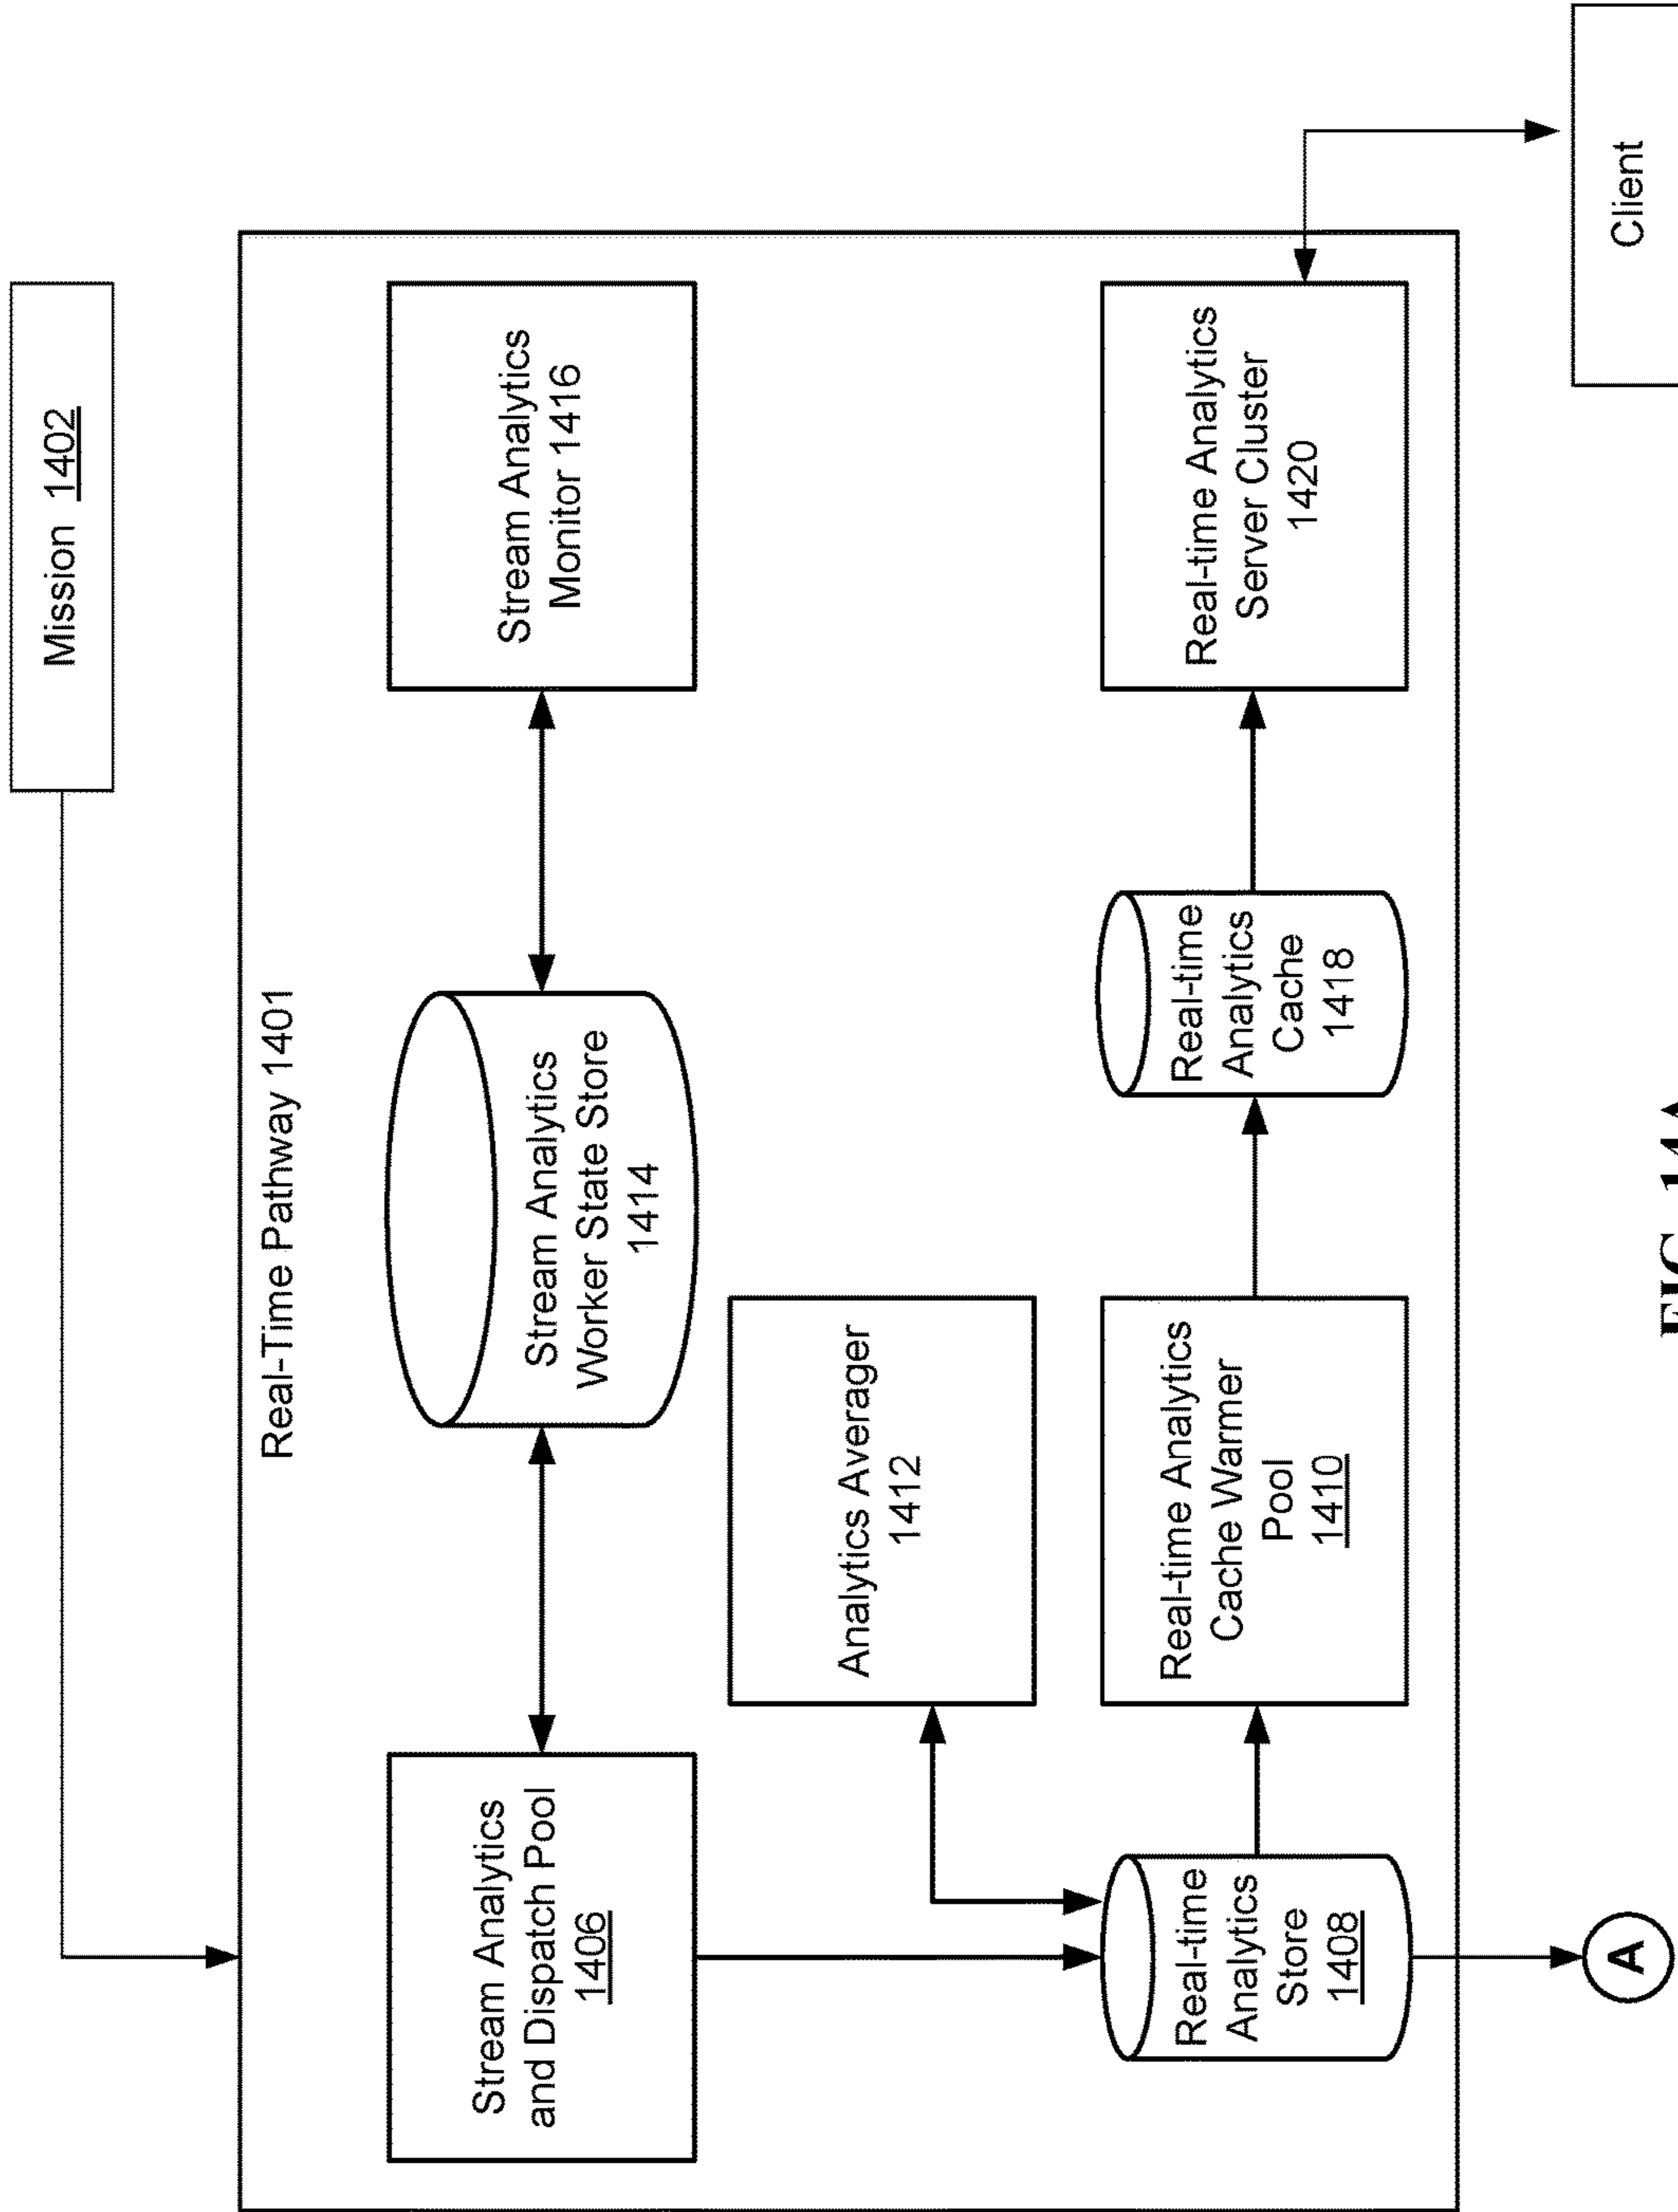 Mission 1402
Real-Time Pathway 1401
Stream Analytics
and Dispatch Pool
1406
Stream Analytics
Worker State Store
1414
Stream Analytics
Monitor 1416
Analytics Averager
1412
Real-time
Analytics
Store
1408
Real-time Analytics
Cache Warmer
Pool
1410
Real-time
Analytics
Cache
1418
Real-time Analytics
Server Cluster
1420
Client
A
FIG. 14A